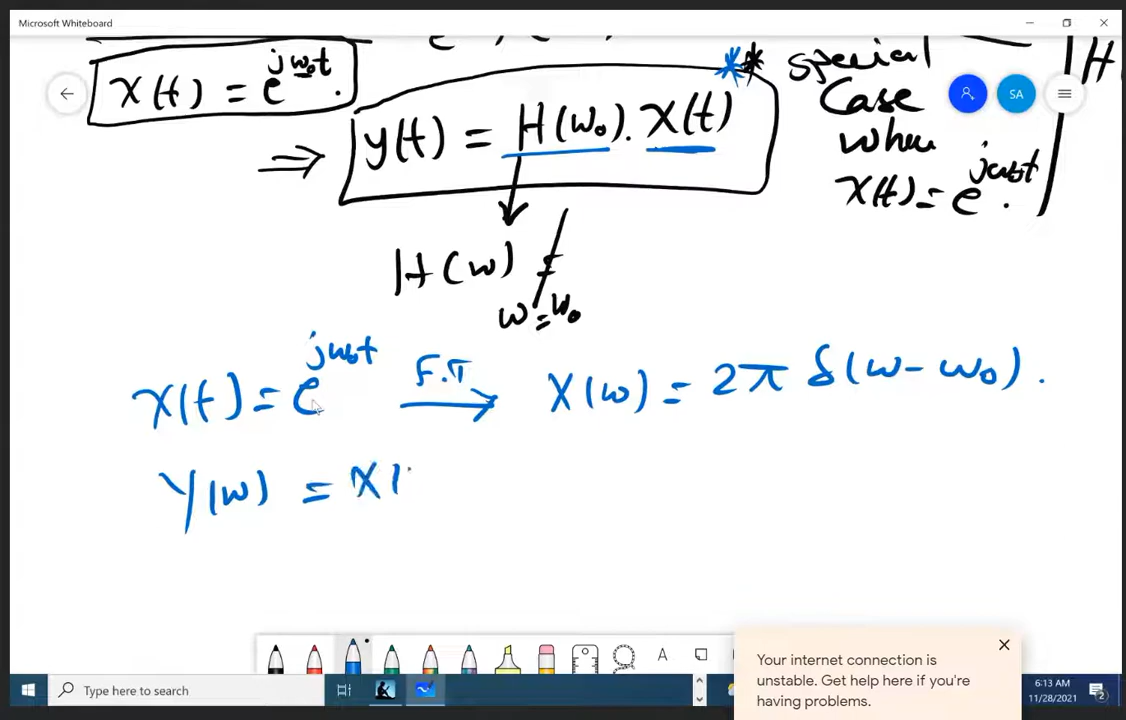 Microsoft Whiteboard
x(t) = e^{jω₀t}.
⇒ y(t) = H(ω₀). x(t)
**
special
Case
when
x(t) = e^{jω₀t}.
H
H(ω)
ω=ω₀
x(t) = e^{jω₀t} F.T → X(ω) = 2π δ(ω-ω₀).
Y(ω) = X(
SA
A
Your internet connection is
unstable. Get help here if you're
having problems.
Type here to search
6:13 AM
11/28/2021
2